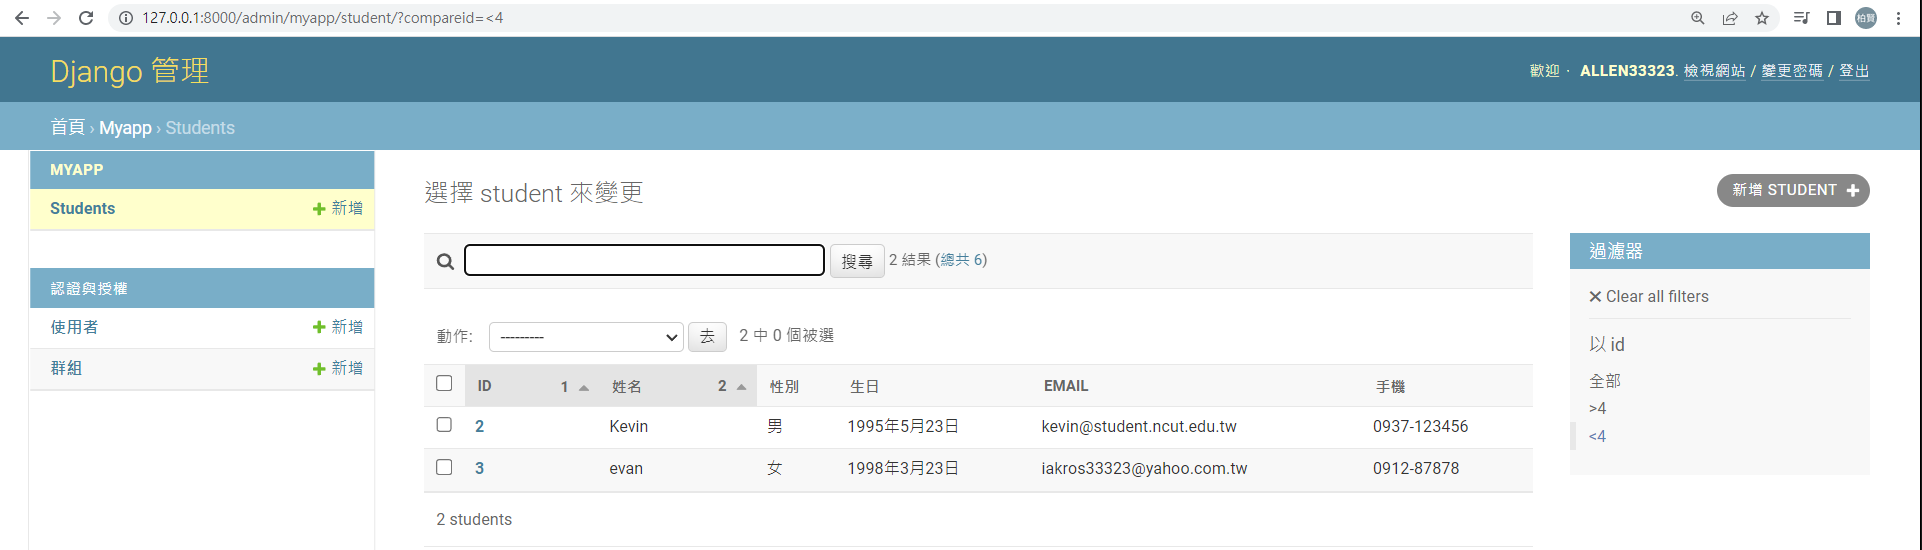 127.0.0.1:8000/admin/myapp/student/?compareid=<4
柏賢
Django 管理
歡迎， ALLEN33323. 檢視網站 / 變更密碼 / 登出
首頁 › Myapp › Students
MYAPP
Students 新增
認證與授權
使用者 新增
群組 新增
選擇 student 來變更
新增 STUDENT
搜尋 2 結果 (總共 6)
動作: --------- 去 2 中 0 個被選
ID 1 姓名 2 性別 生日 EMAIL 手機
2 Kevin 男 1995年5月23日 kevin@student.ncut.edu.tw 0937-123456
3 evan 女 1998年3月23日 iakros33323@yahoo.com.tw 0912-87878
2 students
過濾器
Clear all filters
以 id
全部
>4
<4